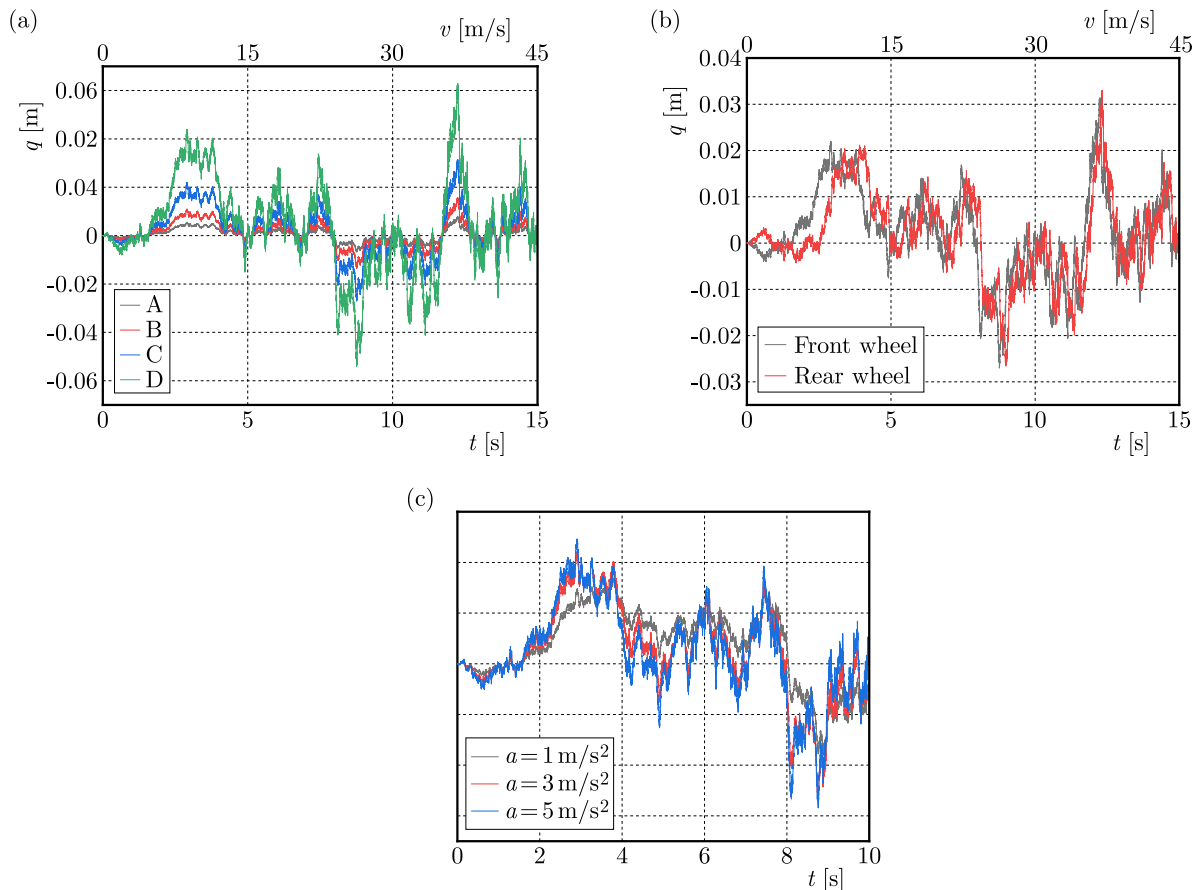 (a)
v [m/s]
0 15 30 45
q [m]
0.06
0.02
0.04
0
-0.02
-0.04
-0.06
A
B
C
D
0 5 10 15
t [s]
(b)
v [m/s]
0 15 30 45
q [m]
0.04
0.03
0.02
0.01
0
-0.01
-0.02
-0.03
Front wheel
Rear wheel
0 5 10 15
t [s]
(c)
a = 1 m/s²
a = 3 m/s²
a = 5 m/s²
0 2 4 6 8 10
t [s]